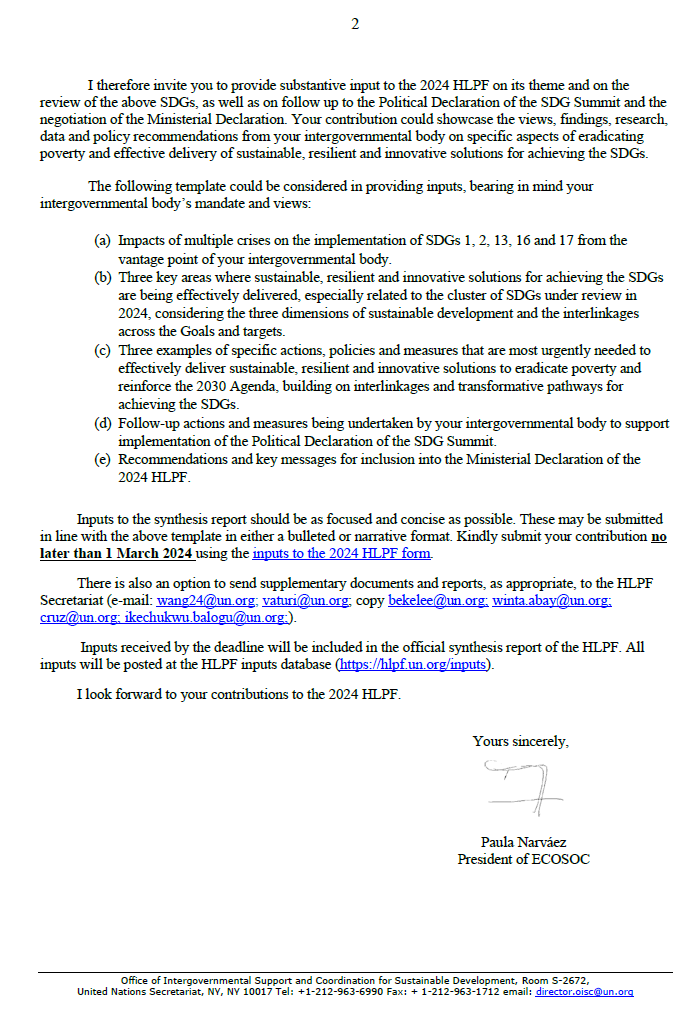 2
I therefore invite you to provide substantive input to the 2024 HLPF on its theme and on the
review of the above SDGs, as well as on follow up to the Political Declaration of the SDG Summit and the
negotiation of the Ministerial Declaration. Your contribution could showcase the views, findings, research,
data and policy recommendations from your intergovernmental body on specific aspects of eradicating
poverty and effective delivery of sustainable, resilient and innovative solutions for achieving the SDGs.
The following template could be considered in providing inputs, bearing in mind your
intergovernmental body's mandate and views:
(a) Impacts of multiple crises on the implementation of SDGs 1, 2, 13, 16 and 17 from the
vantage point of your intergovernmental body.
(b) Three key areas where sustainable, resilient and innovative solutions for achieving the SDGs
are being effectively delivered, especially related to the cluster of SDGs under review in
2024, considering the three dimensions of sustainable development and the interlinkages
across the Goals and targets.
(c) Three examples of specific actions, policies and measures that are most urgently needed to
effectively deliver sustainable, resilient and innovative solutions to eradicate poverty and
reinforce the 2030 Agenda, building on interlinkages and transformative pathways for
achieving the SDGs.
(d) Follow-up actions and measures being undertaken by your intergovernmental body to support
implementation of the Political Declaration of the SDG Summit.
(e) Recommendations and key messages for inclusion into the Ministerial Declaration of the
2024 HLPF.
Inputs to the synthesis report should be as focused and concise as possible. These may be submitted
in line with the above template in either a bulleted or narrative format. Kindly submit your contribution no
later than 1 March 2024 using the inputs to the 2024 HLPF form.
There is also an option to send supplementary documents and reports, as appropriate, to the HLPF
Secretariat (e-mail: wang24@un.org; vaturi@un.org; copy bekelee@un.org; winta.abay@un.org;
cruz@un.org; ikechukwu.balogu@un.org;).
Inputs received by the deadline will be included in the official synthesis report of the HLPF. All
inputs will be posted at the HLPF inputs database (https://hlpf.un.org/inputs).
I look forward to your contributions to the 2024 HLPF.
Yours sincerely,
Paula Narváez
President of ECOSOC
Office of Intergovernmental Support and Coordination for Sustainable Development, Room S-2672,
United Nations Secretariat, NY, NY 10017 Tel: +1-212-963-6990 Fax: + 1-212-963-1712 email: director.oisc@un.org